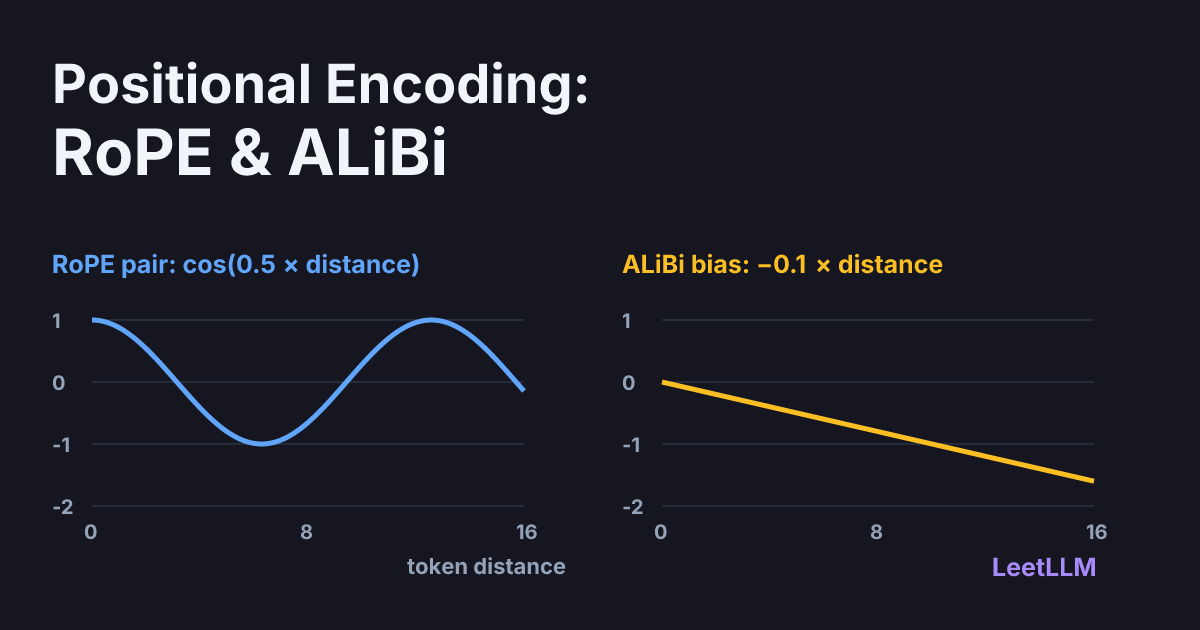 Positional Encoding:
RoPE & ALiBi
RoPE pair: cos(0.5 × distance)
1
0
-1
-2
0 8 16
token distance
ALiBi bias: −0.1 × distance
1
0
-1
-2
0 8 16
LeetLLM